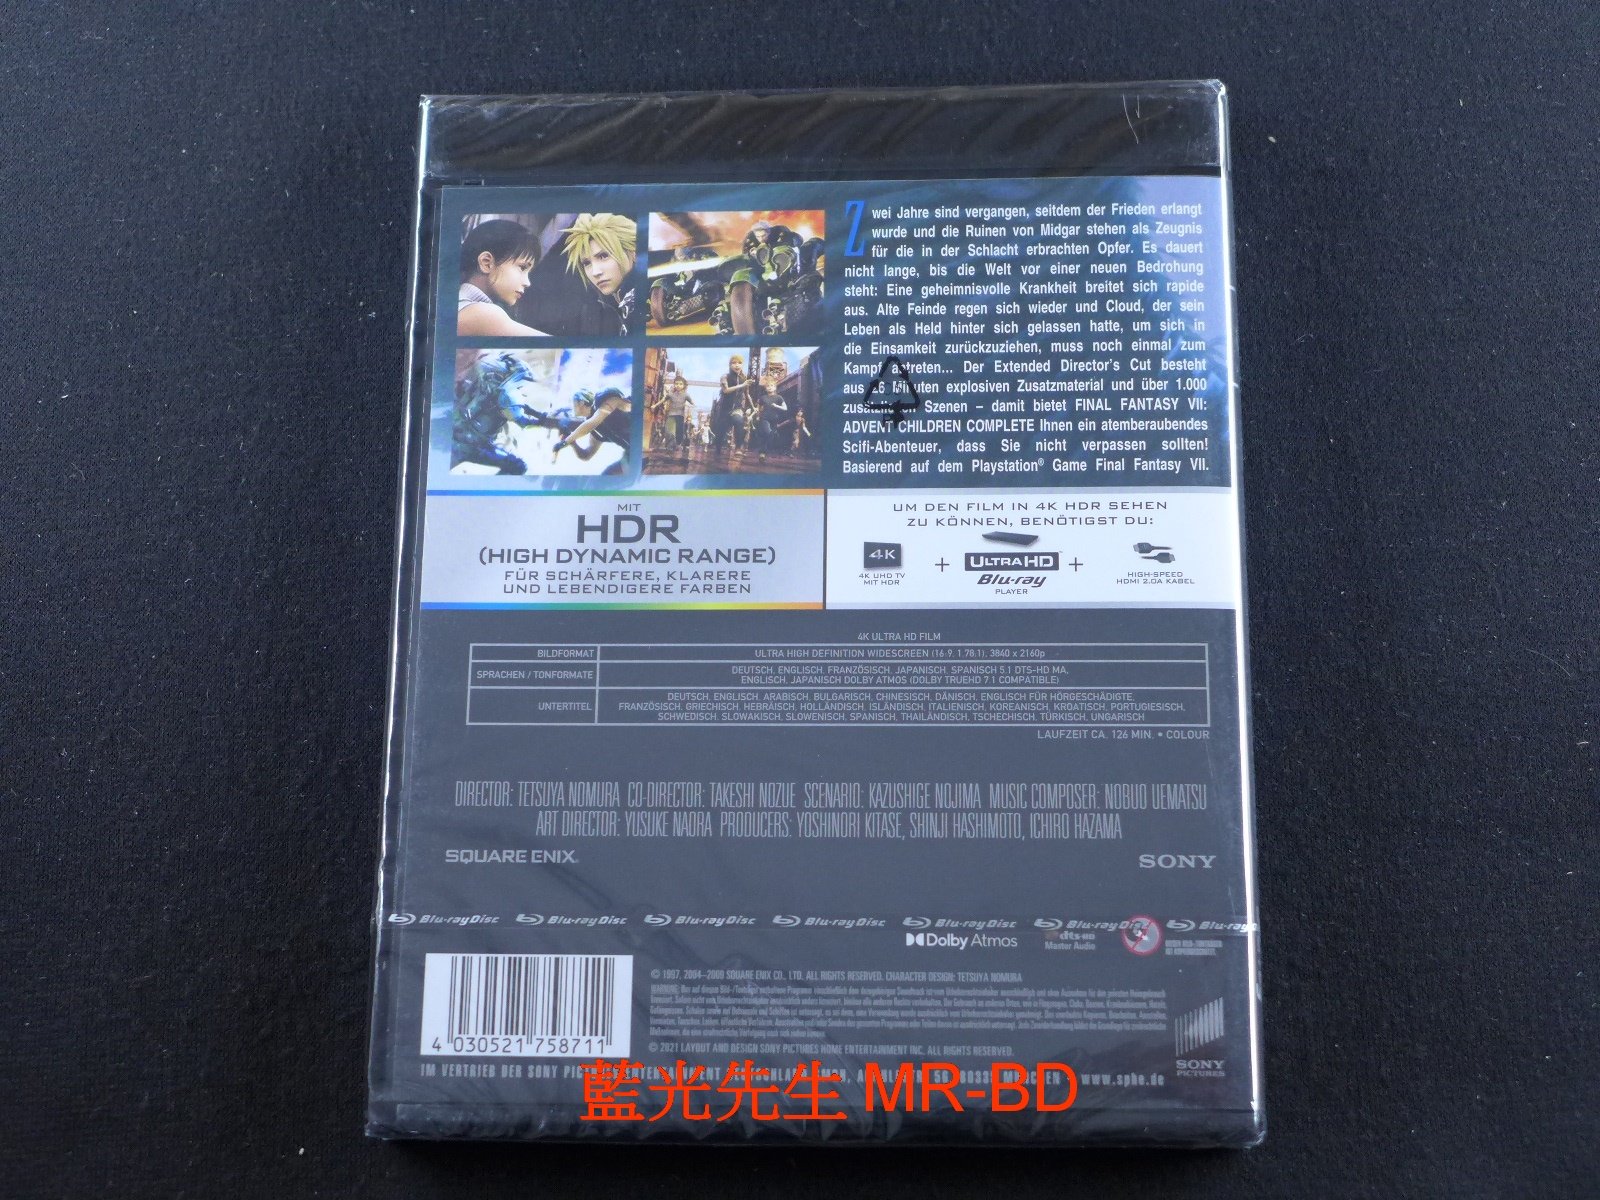 Zwei Jahre sind vergangen, seitdem der Frieden erlangt
wurde und die Ruinen von Midgar stehen als Zeugnis
für die in der Schlacht erbrachten Opfer. Es dauert
nicht lange, bis die Welt vor einer neuen Bedrohung
steht: Eine geheimnisvolle Krankheit breitet sich rapide
aus. Alte Feinde regen sich wieder und Cloud, der sein
Leben als Held hinter sich gelassen hatte, um sich in
die Einsamkeit zurückzuziehen, muss noch einmal zum
Kampf antreten... Der Extended Director's Cut besteht
aus 26 Minuten explosiven Zusatzmaterial und über 1.000
zusätzlichen Szenen – damit bietet FINAL FANTASY VII:
ADVENT CHILDREN COMPLETE Ihnen ein atemberaubendes
Scifi-Abenteuer, dass Sie nicht verpassen sollten!
Basierend auf dem Playstation® Game Final Fantasy VII.
MIT
HDR
(HIGH DYNAMIC RANGE)
FÜR SCHÄRFERE, KLARERE
UND LEBENDIGERE FARBEN
UM DEN FILM IN 4K HDR SEHEN
ZU KÖNNEN, BENÖTIGST DU:
4K
4K UHD TV
MIT HDR
+
ULTRA HD
Blu-ray
PLAYER
+
HIGH-SPEED
HDMI 2.0A KABEL
4K ULTRA HD FILM
BILDFORMAT ULTRA HIGH DEFINITION WIDESCREEN (16:9, 1.78:1), 3840 x 2160p
SPRACHEN / TONFORMATE DEUTSCH, ENGLISCH, FRANZÖSISCH, JAPANISCH, SPANISCH 5.1 DTS-HD MA,
ENGLISCH, JAPANISCH DOLBY ATMOS (DOLBY TRUEHD 7.1 COMPATIBLE)
UNTERTITEL DEUTSCH, ENGLISCH, ARABISCH, BULGARISCH, CHINESISCH, DÄNISCH, ENGLISCH FÜR HÖRGESCHÄDIGTE,
FRANZÖSISCH, GRIECHISCH, HEBRÄISCH, HOLLÄNDISCH, ISLÄNDISCH, ITALIENISCH, KOREANISCH, KROATISCH, PORTUGIESISCH,
SCHWEDISCH, SLOWAKISCH, SLOWENISCH, SPANISCH, THAILÄNDISCH, TSCHECHISCH, TÜRKISCH, UNGARISCH
LAUFZEIT CA. 126 MIN. • COLOUR
DIRECTOR: TETSUYA NOMURA CO-DIRECTOR: TAKESHI NOZUE SCENARIO: KAZUSHIGE NOJIMA MUSIC COMPOSER: NOBUO UEMATSU
ART DIRECTOR: YUSUKE NAORA PRODUCERS: YOSHINORI KITASE, SHINJI HASHIMOTO, ICHIRO HAZAMA
SQUARE ENIX
SONY
Blu-ray Disc Blu-ray Disc Blu-ray Disc Blu-ray Disc Blu-ray Disc Blu-ray Disc Blu-ray
Dolby Atmos
dts-HD
Master Audio
© 1997, 2004–2009 SQUARE ENIX CO., LTD. ALL RIGHTS RESERVED. CHARACTER DESIGN: TETSUYA NOMURA
© 2021 LAYOUT AND DESIGN SONY PICTURES HOME ENTERTAINMENT INC. ALL RIGHTS RESERVED.
4 030521 758711
SONY
PICTURES
IM VERTRIEB DER SONY www.sphe.de
藍光先生 MR-BD